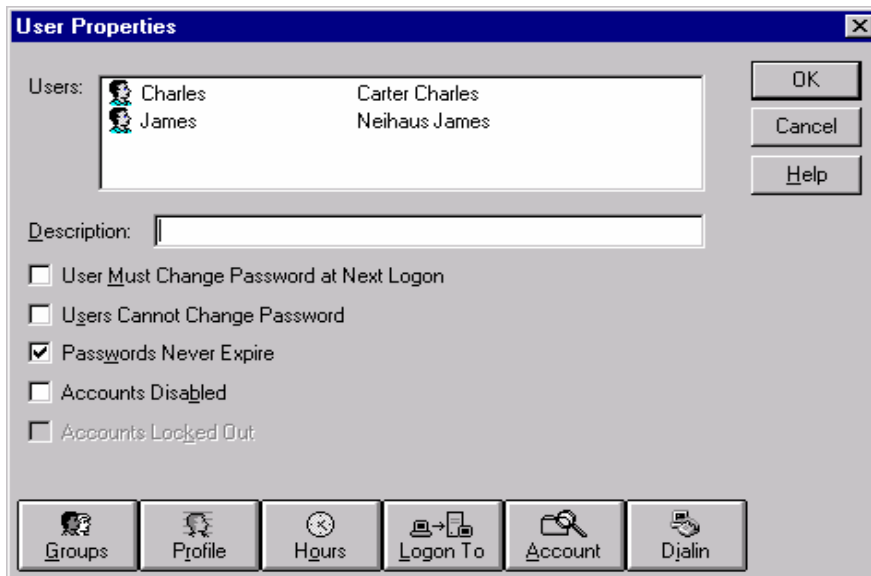 User Properties
Users: Charles Carter Charles
James Neihaus James
OK
Cancel
Help
Description:
User Must Change Password at Next Logon
Users Cannot Change Password
Passwords Never Expire
Accounts Disabled
Accounts Locked Out
Groups Profile Hours Logon To Account Dialin